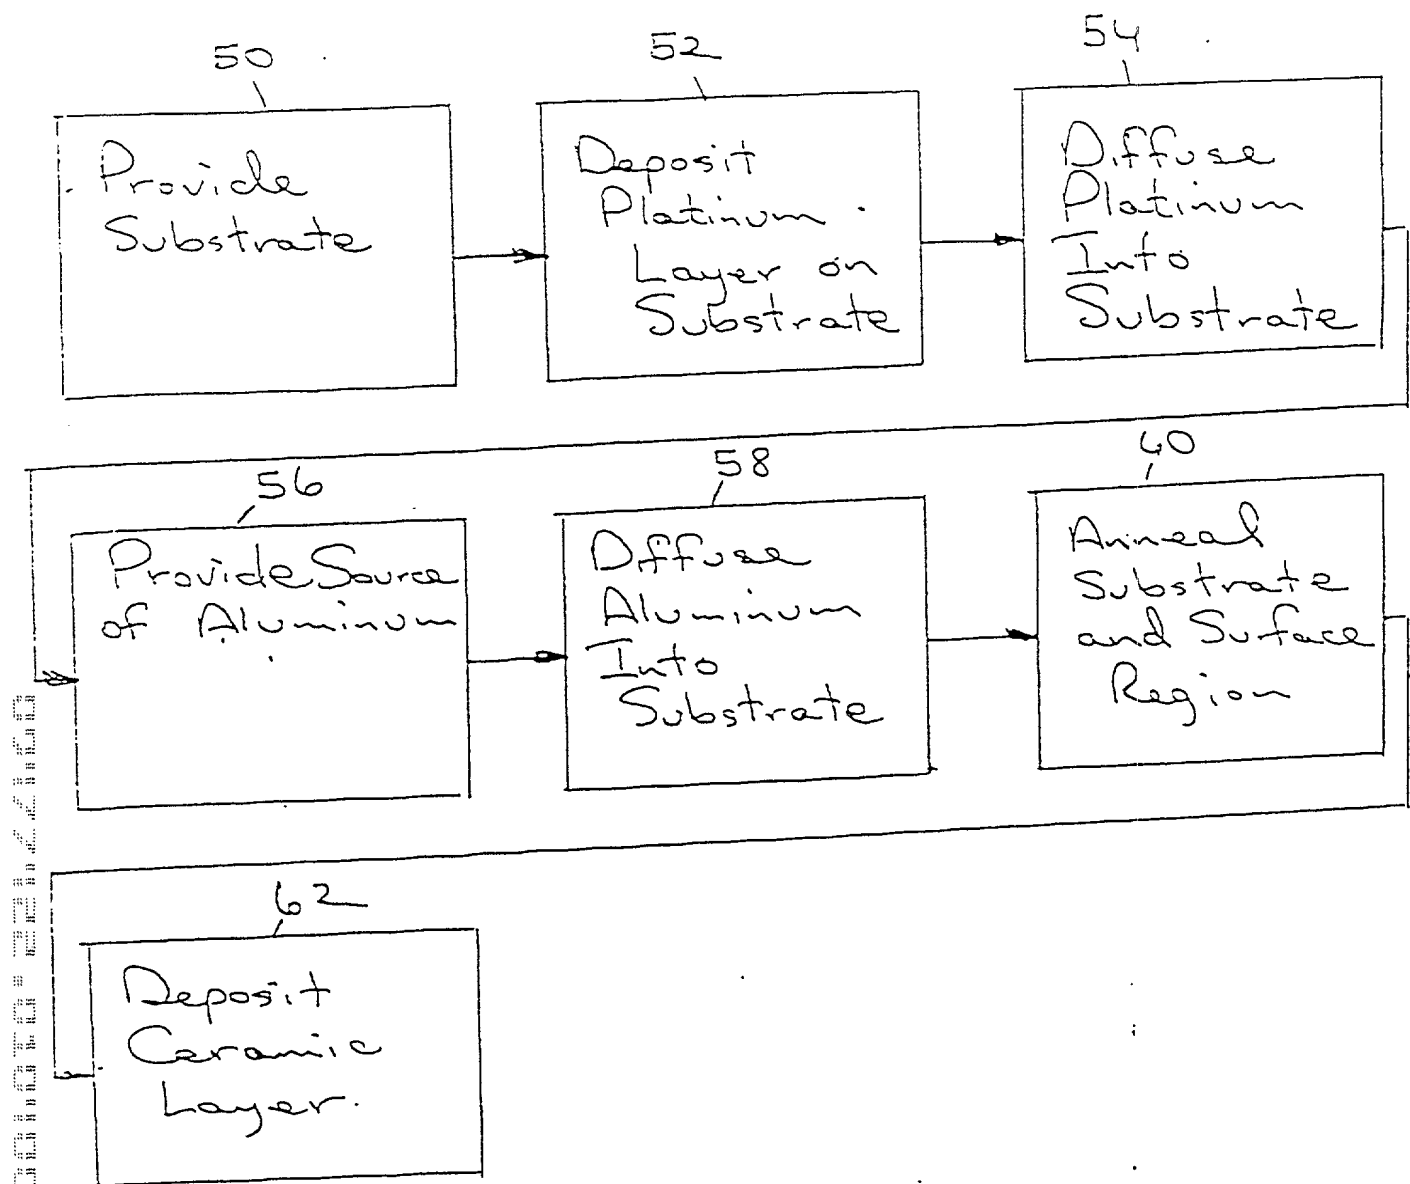 50
Provide
Substrate
52
Deposit
Platinum
Layer on
Substrate
54
Diffuse
Platinum
Into
Substrate
56
Provide Source
of Aluminum
58
Diffuse
Aluminum
Into
Substrate
60
Anneal
Substrate
and Surface
Region
62
Deposit
Ceramic
Layer.